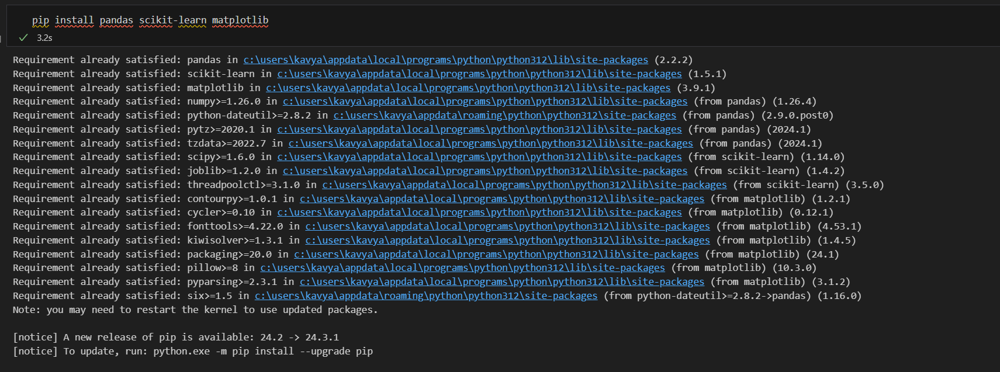 pip install pandas scikit-learn matplotlib
3.2s
Requirement already satisfied: pandas in c:\users\kavya\appdata\local\programs\python\python312\lib\site-packages (2.2.2)
Requirement already satisfied: scikit-learn in c:\users\kavya\appdata\local\programs\python\python312\lib\site-packages (1.5.1)
Requirement already satisfied: matplotlib in c:\users\kavya\appdata\local\programs\python\python312\lib\site-packages (3.9.1)
Requirement already satisfied: numpy>=1.26.0 in c:\users\kavya\appdata\local\programs\python\python312\lib\site-packages (from pandas) (1.26.4)
Requirement already satisfied: python-dateutil>=2.8.2 in c:\users\kavya\appdata\roaming\python\python312\site-packages (from pandas) (2.9.0.post0)
Requirement already satisfied: pytz>=2020.1 in c:\users\kavya\appdata\local\programs\python\python312\lib\site-packages (from pandas) (2024.1)
Requirement already satisfied: tzdata>=2022.7 in c:\users\kavya\appdata\local\programs\python\python312\lib\site-packages (from pandas) (2024.1)
Requirement already satisfied: scipy>=1.6.0 in c:\users\kavya\appdata\local\programs\python\python312\lib\site-packages (from scikit-learn) (1.14.0)
Requirement already satisfied: joblib>=1.2.0 in c:\users\kavya\appdata\local\programs\python\python312\lib\site-packages (from scikit-learn) (1.4.2)
Requirement already satisfied: threadpoolctl>=3.1.0 in c:\users\kavya\appdata\local\programs\python\python312\lib\site-packages (from scikit-learn) (3.5.0)
Requirement already satisfied: contourpy>=1.0.1 in c:\users\kavya\appdata\local\programs\python\python312\lib\site-packages (from matplotlib) (1.2.1)
Requirement already satisfied: cycler>=0.10 in c:\users\kavya\appdata\local\programs\python\python312\lib\site-packages (from matplotlib) (0.12.1)
Requirement already satisfied: fonttools>=4.22.0 in c:\users\kavya\appdata\local\programs\python\python312\lib\site-packages (from matplotlib) (4.53.1)
Requirement already satisfied: kiwisolver>=1.3.1 in c:\users\kavya\appdata\local\programs\python\python312\lib\site-packages (from matplotlib) (1.4.5)
Requirement already satisfied: packaging>=20.0 in c:\users\kavya\appdata\local\programs\python\python312\lib\site-packages (from matplotlib) (24.1)
Requirement already satisfied: pillow>=8 in c:\users\kavya\appdata\local\programs\python\python312\lib\site-packages (from matplotlib) (10.3.0)
Requirement already satisfied: pyparsing>=2.3.1 in c:\users\kavya\appdata\local\programs\python\python312\lib\site-packages (from matplotlib) (3.1.2)
Requirement already satisfied: six>=1.5 in c:\users\kavya\appdata\roaming\python\python312\site-packages (from python-dateutil>=2.8.2->pandas) (1.16.0)
Note: you may need to restart the kernel to use updated packages.
[notice] A new release of pip is available: 24.2 -> 24.3.1
[notice] To update, run: python.exe -m pip install --upgrade pip